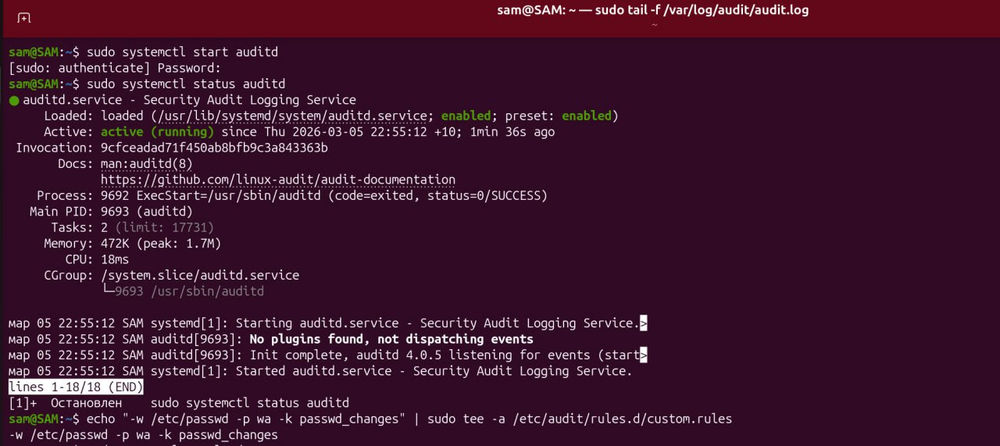 sam@SAM: ~ — sudo tail -f /var/log/audit/audit.log
~
sam@SAM:~$ sudo systemctl start auditd
[sudo: authenticate] Password:
sam@SAM:~$ sudo systemctl status auditd
● auditd.service - Security Audit Logging Service
Loaded: loaded (/usr/lib/systemd/system/auditd.service; enabled; preset: enabled)
Active: active (running) since Thu 2026-03-05 22:55:12 +10; 1min 36s ago
Invocation: 9cfceadad71f450ab8bfb9c3a843363b
Docs: man:auditd(8)
https://github.com/linux-audit/audit-documentation
Process: 9692 ExecStart=/usr/sbin/auditd (code=exited, status=0/SUCCESS)
Main PID: 9693 (auditd)
Tasks: 2 (limit: 17731)
Memory: 472K (peak: 1.7M)
CPU: 18ms
CGroup: /system.slice/auditd.service
└─9693 /usr/sbin/auditd
мар 05 22:55:12 SAM systemd[1]: Starting auditd.service - Security Audit Logging Service.>
мар 05 22:55:12 SAM auditd[9693]: No plugins found, not dispatching events
мар 05 22:55:12 SAM auditd[9693]: Init complete, auditd 4.0.5 listening for events (start>
мар 05 22:55:12 SAM systemd[1]: Started auditd.service - Security Audit Logging Service.
lines 1-18/18 (END)
[1]+  Остановлен    sudo systemctl status auditd
sam@SAM:~$ echo "-w /etc/passwd -p wa -k passwd_changes" | sudo tee -a /etc/audit/rules.d/custom.rules
-w /etc/passwd -p wa -k passwd_changes